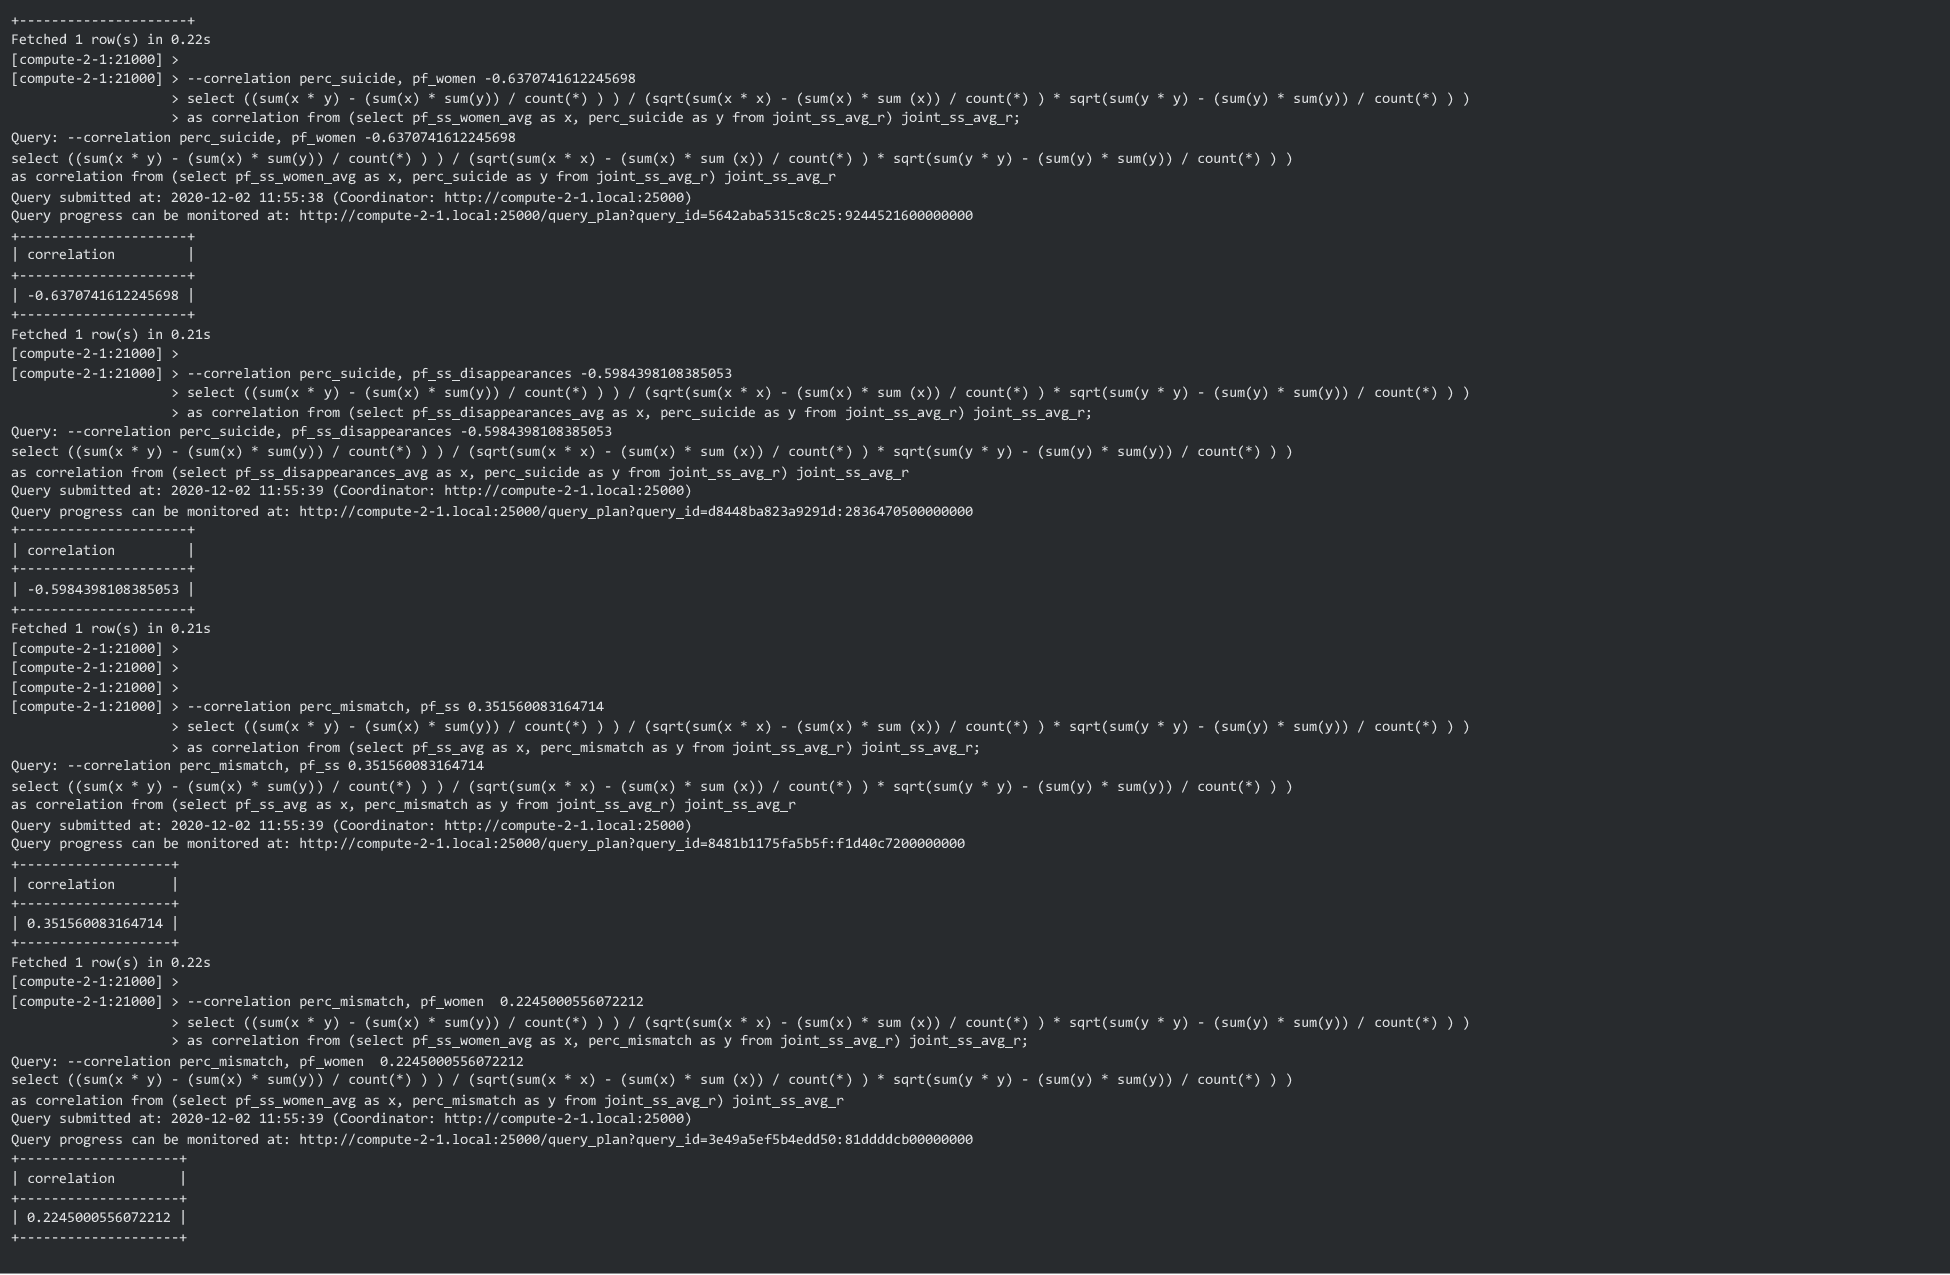 +---------------------+
Fetched 1 row(s) in 0.22s
[compute-2-1:21000] >
[compute-2-1:21000] > --correlation perc_suicide, pf_women -0.6370741612245698
                    > select ((sum(x * y) - (sum(x) * sum(y)) / count(*) ) ) / (sqrt(sum(x * x) - (sum(x) * sum (x)) / count(*) ) * sqrt(sum(y * y) - (sum(y) * sum(y)) / count(*) ) )
                    > as correlation from (select pf_ss_women_avg as x, perc_suicide as y from joint_ss_avg_r) joint_ss_avg_r;
Query: --correlation perc_suicide, pf_women -0.6370741612245698
select ((sum(x * y) - (sum(x) * sum(y)) / count(*) ) ) / (sqrt(sum(x * x) - (sum(x) * sum (x)) / count(*) ) * sqrt(sum(y * y) - (sum(y) * sum(y)) / count(*) ) )
as correlation from (select pf_ss_women_avg as x, perc_suicide as y from joint_ss_avg_r) joint_ss_avg_r
Query submitted at: 2020-12-02 11:55:38 (Coordinator: http://compute-2-1.local:25000)
Query progress can be monitored at: http://compute-2-1.local:25000/query_plan?query_id=5642aba5315c8c25:9244521600000000
+---------------------+
| correlation         |
+---------------------+
| -0.6370741612245698 |
+---------------------+
Fetched 1 row(s) in 0.21s
[compute-2-1:21000] >
[compute-2-1:21000] > --correlation perc_suicide, pf_ss_disappearances -0.5984398108385053
                    > select ((sum(x * y) - (sum(x) * sum(y)) / count(*) ) ) / (sqrt(sum(x * x) - (sum(x) * sum (x)) / count(*) ) * sqrt(sum(y * y) - (sum(y) * sum(y)) / count(*) ) )
                    > as correlation from (select pf_ss_disappearances_avg as x, perc_suicide as y from joint_ss_avg_r) joint_ss_avg_r;
Query: --correlation perc_suicide, pf_ss_disappearances -0.5984398108385053
select ((sum(x * y) - (sum(x) * sum(y)) / count(*) ) ) / (sqrt(sum(x * x) - (sum(x) * sum (x)) / count(*) ) * sqrt(sum(y * y) - (sum(y) * sum(y)) / count(*) ) )
as correlation from (select pf_ss_disappearances_avg as x, perc_suicide as y from joint_ss_avg_r) joint_ss_avg_r
Query submitted at: 2020-12-02 11:55:39 (Coordinator: http://compute-2-1.local:25000)
Query progress can be monitored at: http://compute-2-1.local:25000/query_plan?query_id=d8448ba823a9291d:2836470500000000
+---------------------+
| correlation         |
+---------------------+
| -0.5984398108385053 |
+---------------------+
Fetched 1 row(s) in 0.21s
[compute-2-1:21000] >
[compute-2-1:21000] >
[compute-2-1:21000] >
[compute-2-1:21000] > --correlation perc_mismatch, pf_ss 0.351560083164714
                    > select ((sum(x * y) - (sum(x) * sum(y)) / count(*) ) ) / (sqrt(sum(x * x) - (sum(x) * sum (x)) / count(*) ) * sqrt(sum(y * y) - (sum(y) * sum(y)) / count(*) ) )
                    > as correlation from (select pf_ss_avg as x, perc_mismatch as y from joint_ss_avg_r) joint_ss_avg_r;
Query: --correlation perc_mismatch, pf_ss 0.351560083164714
select ((sum(x * y) - (sum(x) * sum(y)) / count(*) ) ) / (sqrt(sum(x * x) - (sum(x) * sum (x)) / count(*) ) * sqrt(sum(y * y) - (sum(y) * sum(y)) / count(*) ) )
as correlation from (select pf_ss_avg as x, perc_mismatch as y from joint_ss_avg_r) joint_ss_avg_r
Query submitted at: 2020-12-02 11:55:39 (Coordinator: http://compute-2-1.local:25000)
Query progress can be monitored at: http://compute-2-1.local:25000/query_plan?query_id=8481b1175fa5b5f:f1d40c7200000000
+-------------------+
| correlation       |
+-------------------+
| 0.351560083164714 |
+-------------------+
Fetched 1 row(s) in 0.22s
[compute-2-1:21000] >
[compute-2-1:21000] > --correlation perc_mismatch, pf_women  0.2245000556072212
                    > select ((sum(x * y) - (sum(x) * sum(y)) / count(*) ) ) / (sqrt(sum(x * x) - (sum(x) * sum (x)) / count(*) ) * sqrt(sum(y * y) - (sum(y) * sum(y)) / count(*) ) )
                    > as correlation from (select pf_ss_women_avg as x, perc_mismatch as y from joint_ss_avg_r) joint_ss_avg_r;
Query: --correlation perc_mismatch, pf_women  0.2245000556072212
select ((sum(x * y) - (sum(x) * sum(y)) / count(*) ) ) / (sqrt(sum(x * x) - (sum(x) * sum (x)) / count(*) ) * sqrt(sum(y * y) - (sum(y) * sum(y)) / count(*) ) )
as correlation from (select pf_ss_women_avg as x, perc_mismatch as y from joint_ss_avg_r) joint_ss_avg_r
Query submitted at: 2020-12-02 11:55:39 (Coordinator: http://compute-2-1.local:25000)
Query progress can be monitored at: http://compute-2-1.local:25000/query_plan?query_id=3e49a5ef5b4edd50:81ddddcb00000000
+--------------------+
| correlation        |
+--------------------+
| 0.2245000556072212 |
+--------------------+